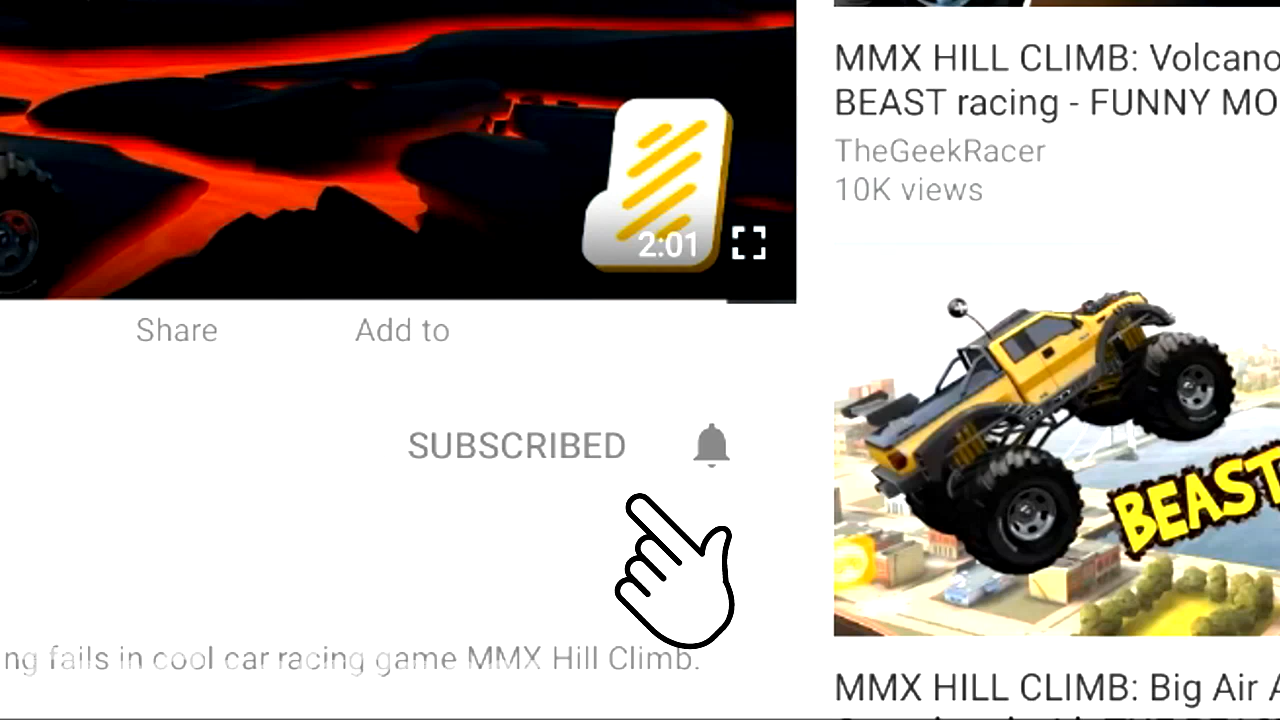 2:01
Share
Add to
SUBSCRIBED
ng fails in cool car racing game MMX Hill Climb.
MMX HILL CLIMB: Volcano
BEAST racing - FUNNY MO
TheGeekRacer
10K views
BEAST
MMX HILL CLIMB: Big Air A